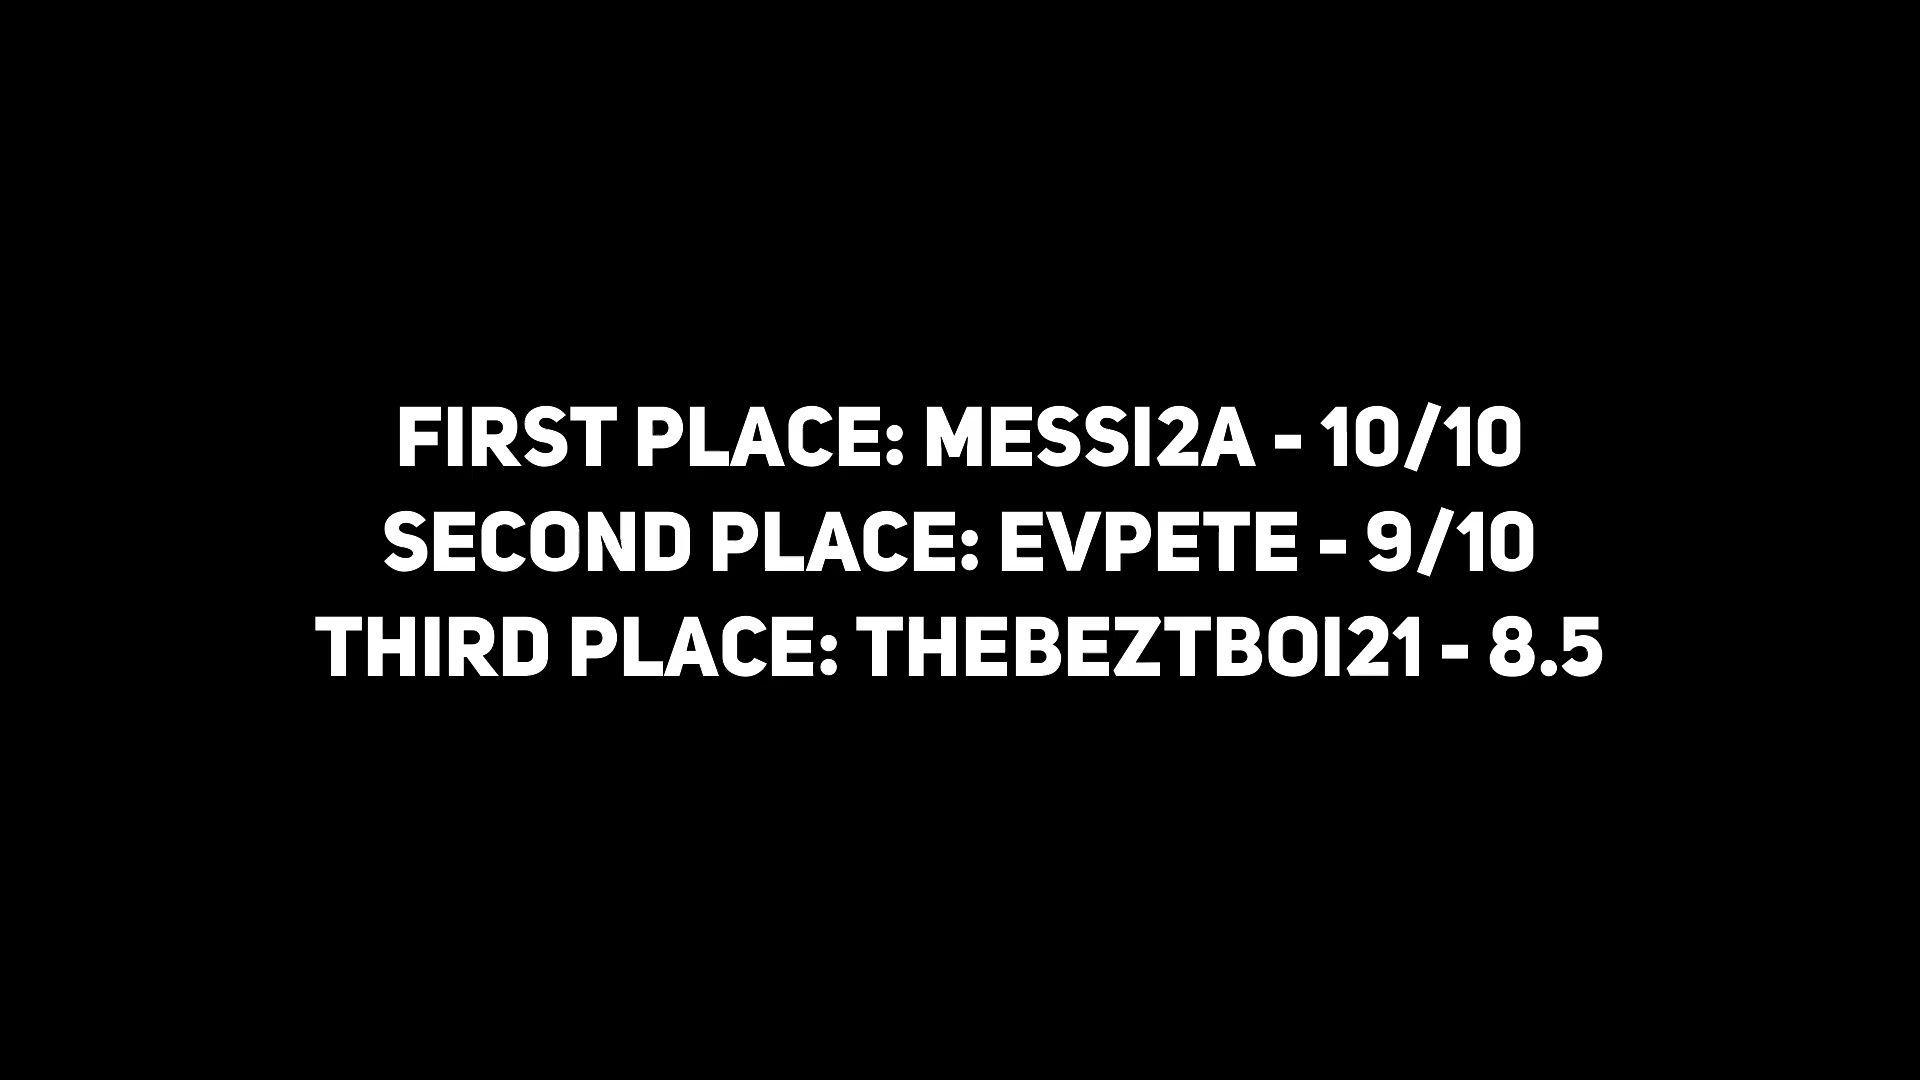 FIRST PLACE: MESSI2A - 10/10
SECOND PLACE: EVPETE - 9/10
THIRD PLACE: THEBEZTBOI21 - 8.5